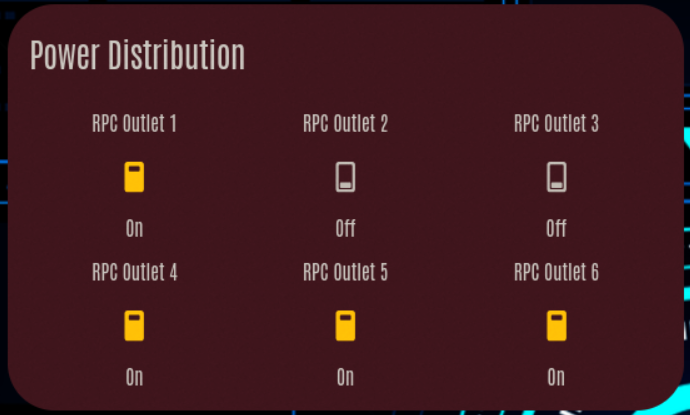 Power Distribution
RPC Outlet 1 RPC Outlet 2 RPC Outlet 3
On Off Off
RPC Outlet 4 RPC Outlet 5 RPC Outlet 6
On On On